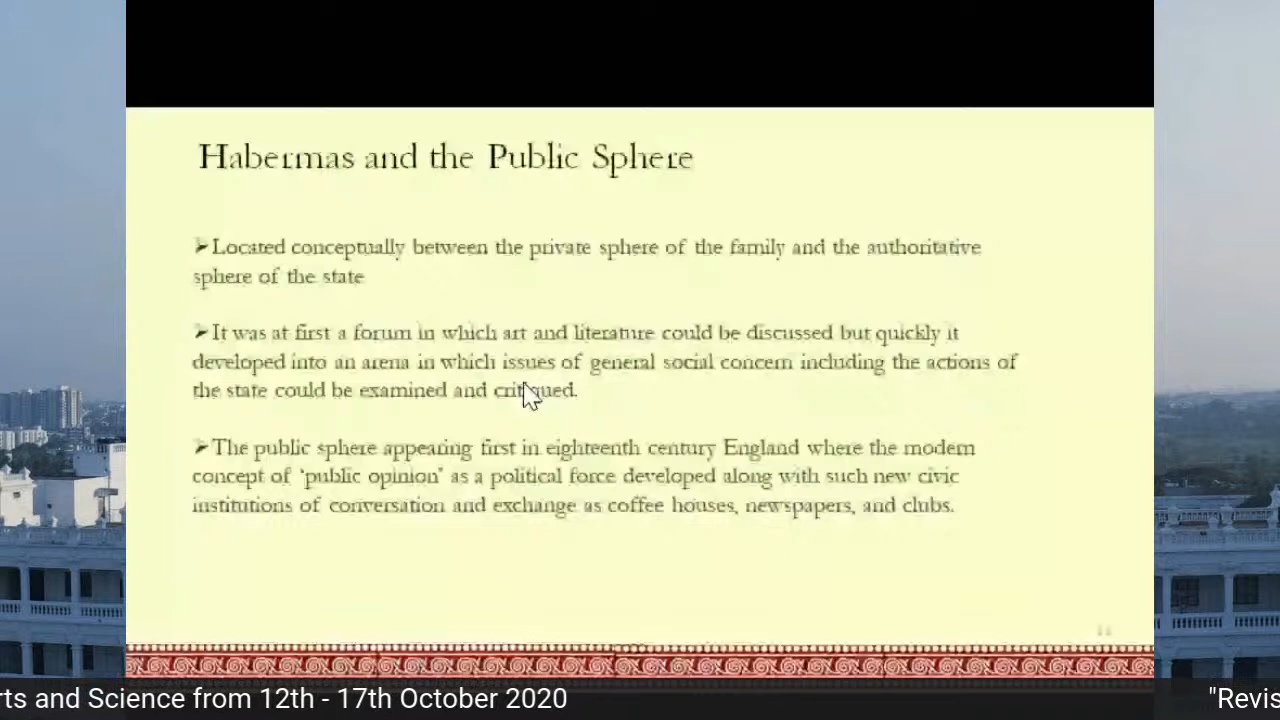 Habermas and the Public Sphere
➤Located conceptually between the private sphere of the family and the authoritative
sphere of the state
➤It was at first a forum in which art and literature could be discussed but quickly it
developed into an arena in which issues of general social concern including the actions of
the state could be examined and critiqued.
➤The public sphere appearing first in eighteenth century England where the modern
concept of ‘public opinion’ as a political force developed along with such new civic
institutions of conversation and exchange as coffee houses, newspapers, and clubs.
rts and Science from 12th - 17th October 2020
"Revis